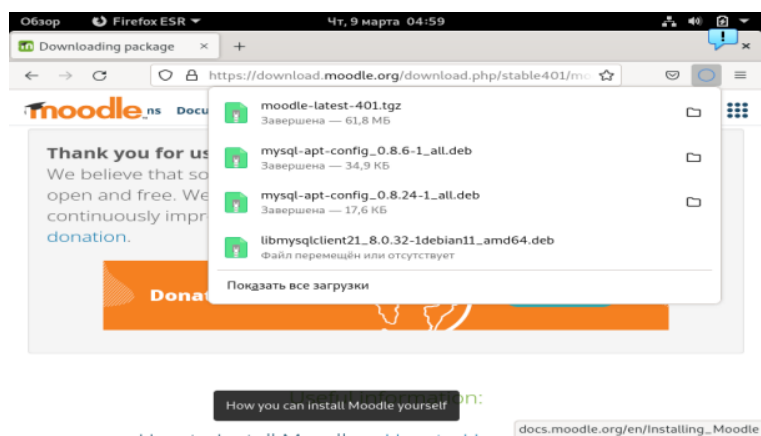 Обзор Firefox ESR Чт, 9 марта 04:59
Downloading package × +
https://download.moodle.org/download.php/stable401/mo
moodle ns Docu
moodle-latest-401.tgz
Завершена — 61,8 МБ
mysql-apt-config_0.8.6-1_all.deb
Завершена — 34,9 КБ
mysql-apt-config_0.8.24-1_all.deb
Завершена — 17,6 КБ
libmysqlclient21_8.0.32-1debian11_amd64.deb
Файл перемещён или отсутствует
Показать все загрузки
Thank you for us
We believe that so
open and free. We
continuously impr
donation.
Donat
Useful information:
How you can install Moodle yourself
docs.moodle.org/en/Installing_Moodle